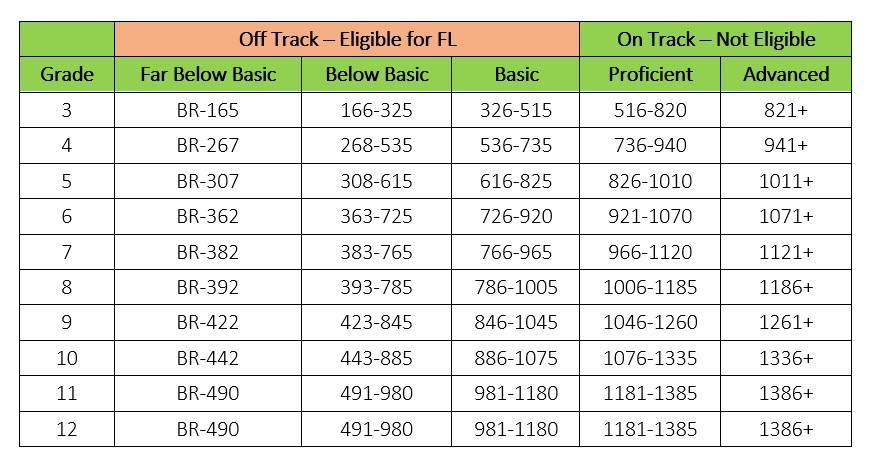 Off Track – Eligible for FL On Track – Not Eligible
Grade Far Below Basic Below Basic Basic Proficient Advanced
3 BR-165 166-325 326-515 516-820 821+
4 BR-267 268-535 536-735 736-940 941+
5 BR-307 308-615 616-825 826-1010 1011+
6 BR-362 363-725 726-920 921-1070 1071+
7 BR-382 383-765 766-965 966-1120 1121+
8 BR-392 393-785 786-1005 1006-1185 1186+
9 BR-422 423-845 846-1045 1046-1260 1261+
10 BR-442 443-885 886-1075 1076-1335 1336+
11 BR-490 491-980 981-1180 1181-1385 1386+
12 BR-490 491-980 981-1180 1181-1385 1386+